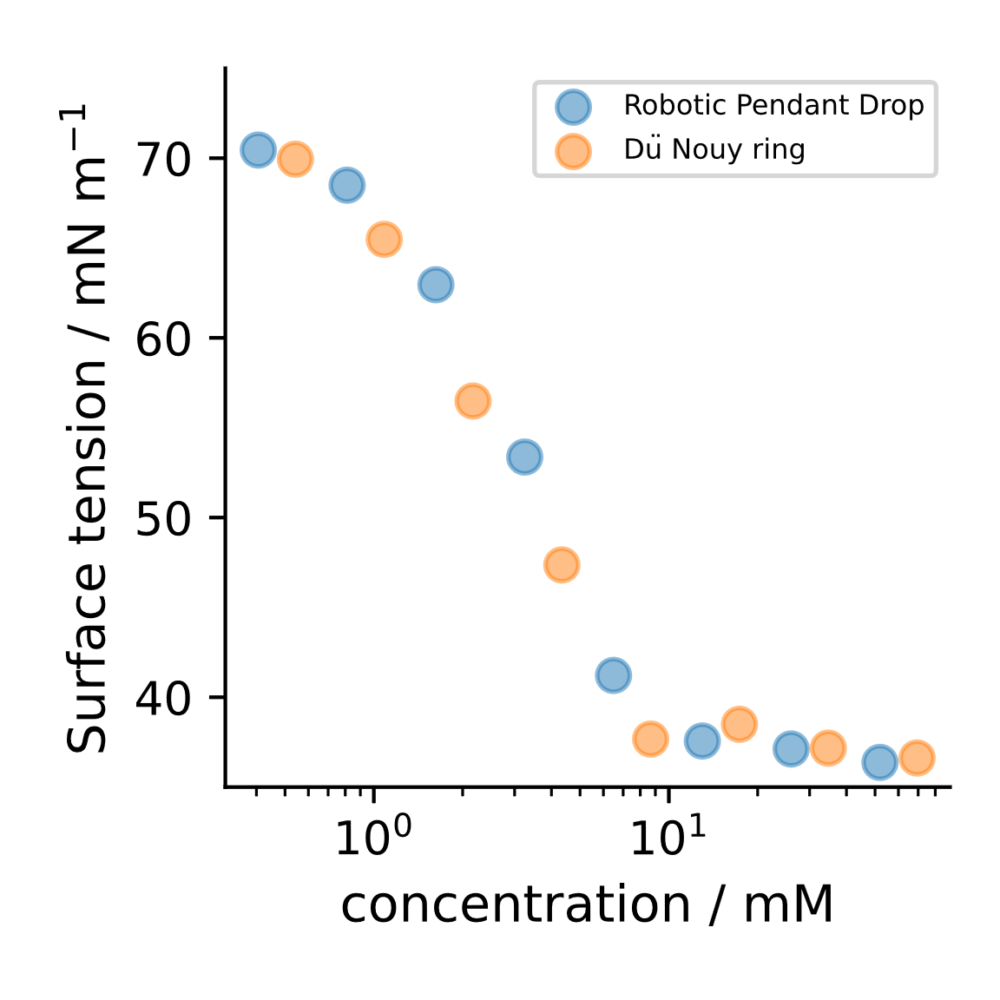 Robotic Pendant Drop
Dü Nouy ring
Surface tension / mN m⁻¹
70
60
50
40
10⁰
10¹
concentration / mM